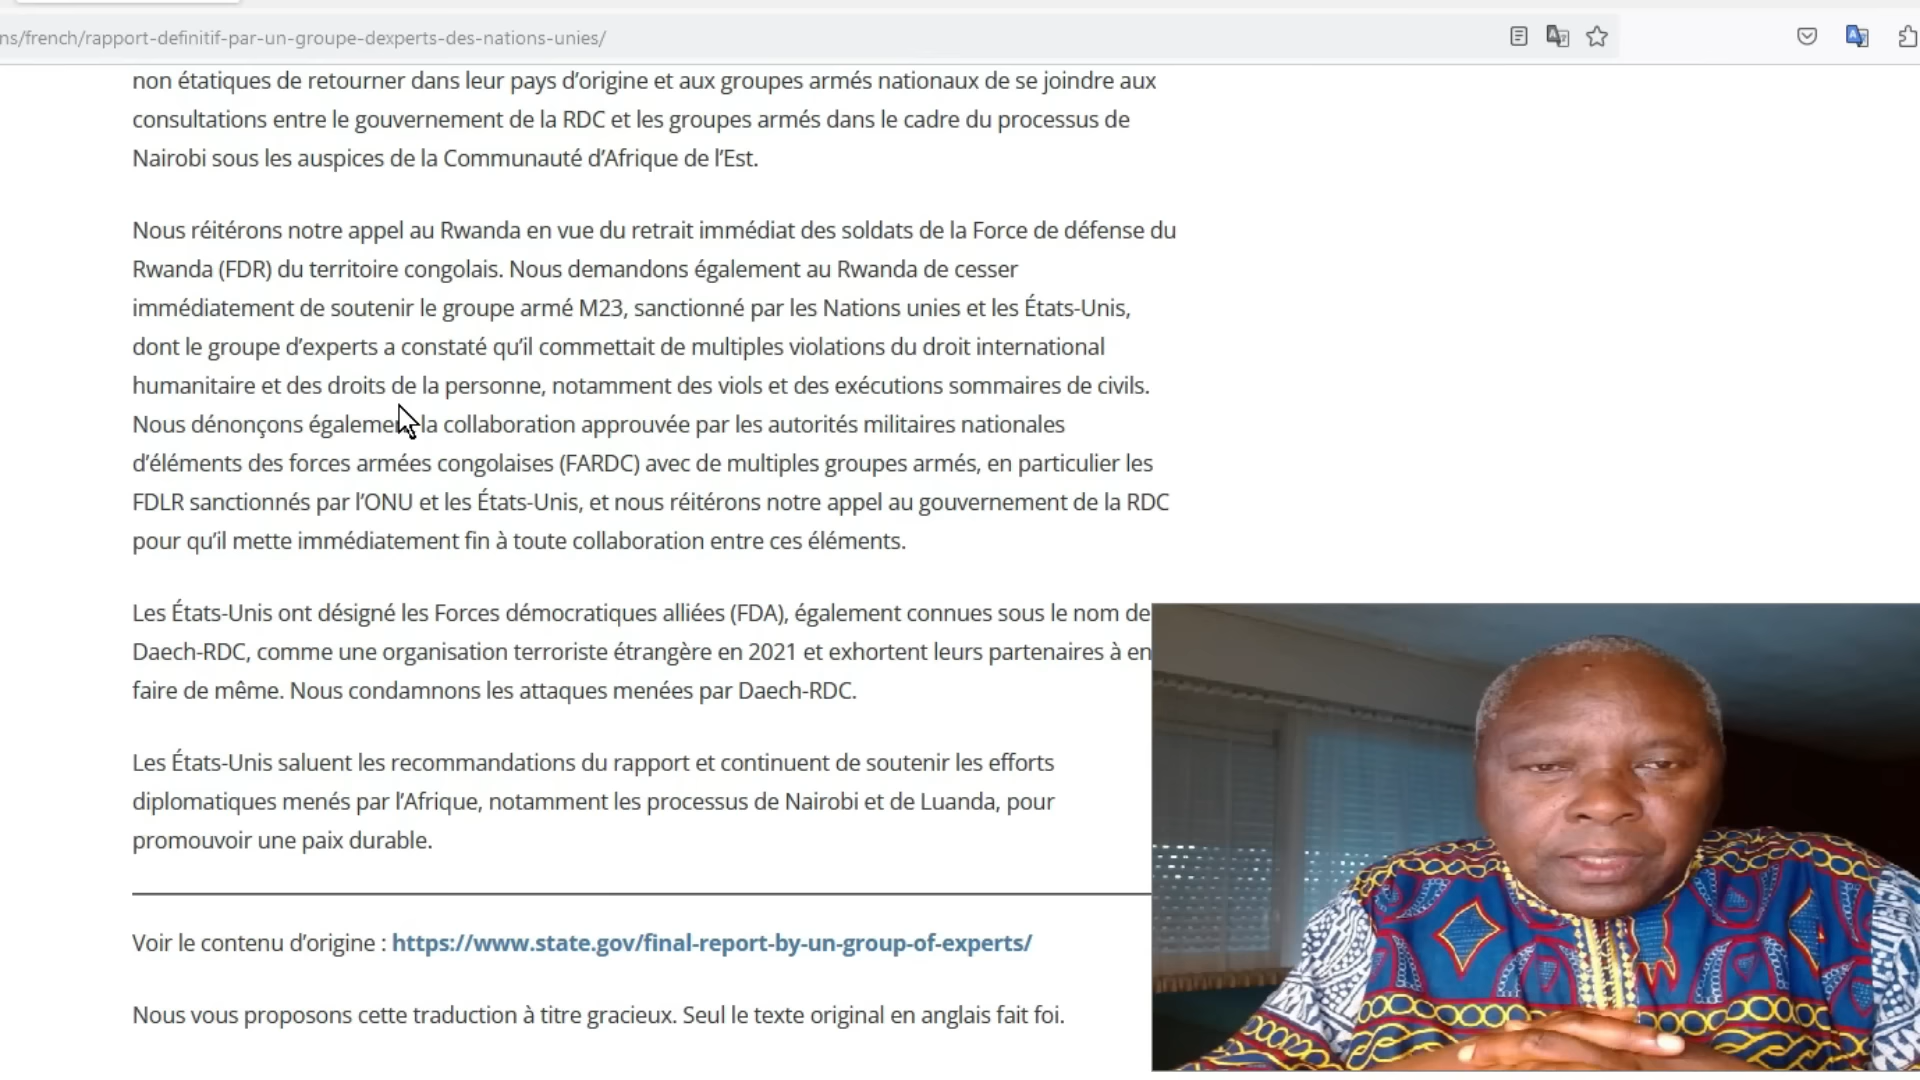 ns/french/rapport-definitif-par-un-groupe-dexperts-des-nations-unies/
non étatiques de retourner dans leur pays d'origine et aux groupes armés nationaux de se joindre aux
consultations entre le gouvernement de la RDC et les groupes armés dans le cadre du processus de
Nairobi sous les auspices de la Communauté d'Afrique de l'Est.
Nous réitérons notre appel au Rwanda en vue du retrait immédiat des soldats de la Force de défense du
Rwanda (FDR) du territoire congolais. Nous demandons également au Rwanda de cesser
immédiatement de soutenir le groupe armé M23, sanctionné par les Nations unies et les États-Unis,
dont le groupe d'experts a constaté qu'il commettait de multiples violations du droit international
humanitaire et des droits de la personne, notamment des viols et des exécutions sommaires de civils.
Nous dénonçons également la collaboration approuvée par les autorités militaires nationales
d'éléments des forces armées congolaises (FARDC) avec de multiples groupes armés, en particulier les
FDLR sanctionnés par l'ONU et les États-Unis, et nous réitérons notre appel au gouvernement de la RDC
pour qu'il mette immédiatement fin à toute collaboration entre ces éléments.
Les États-Unis ont désigné les Forces démocratiques alliées (FDA), également connues sous le nom de
Daech-RDC, comme une organisation terroriste étrangère en 2021 et exhortent leurs partenaires à en
faire de même. Nous condamnons les attaques menées par Daech-RDC.
Les États-Unis saluent les recommandations du rapport et continuent de soutenir les efforts
diplomatiques menés par l'Afrique, notamment les processus de Nairobi et de Luanda, pour
promouvoir une paix durable.
Voir le contenu d'origine : https://www.state.gov/final-report-by-un-group-of-experts/
Nous vous proposons cette traduction à titre gracieux. Seul le texte original en anglais fait foi.